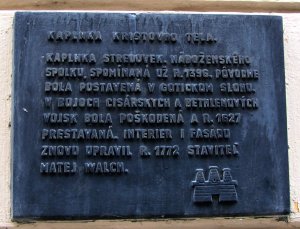 KAPLNKA KRISTOVHO TELA.
KAPLNKA STREDOVEK. NÁBOŽENSKÉHO
SPOLKU, SPOMÍNANÁ UŽ R. 1396. PÔVODNE
BOLA POSTAVENÁ V GOTICKOM SLOHU.
V BOJOCH CISÁRSKYCH A BETHLENOVÝCH
VOJSK BOLA POŠKODENÁ A R. 1627
PRESTAVANÁ. INTERIÉR I FASÁDU
ZNOVU UPRAVIL R. 1772 STAVITEĽ
MATEJ WALCH.